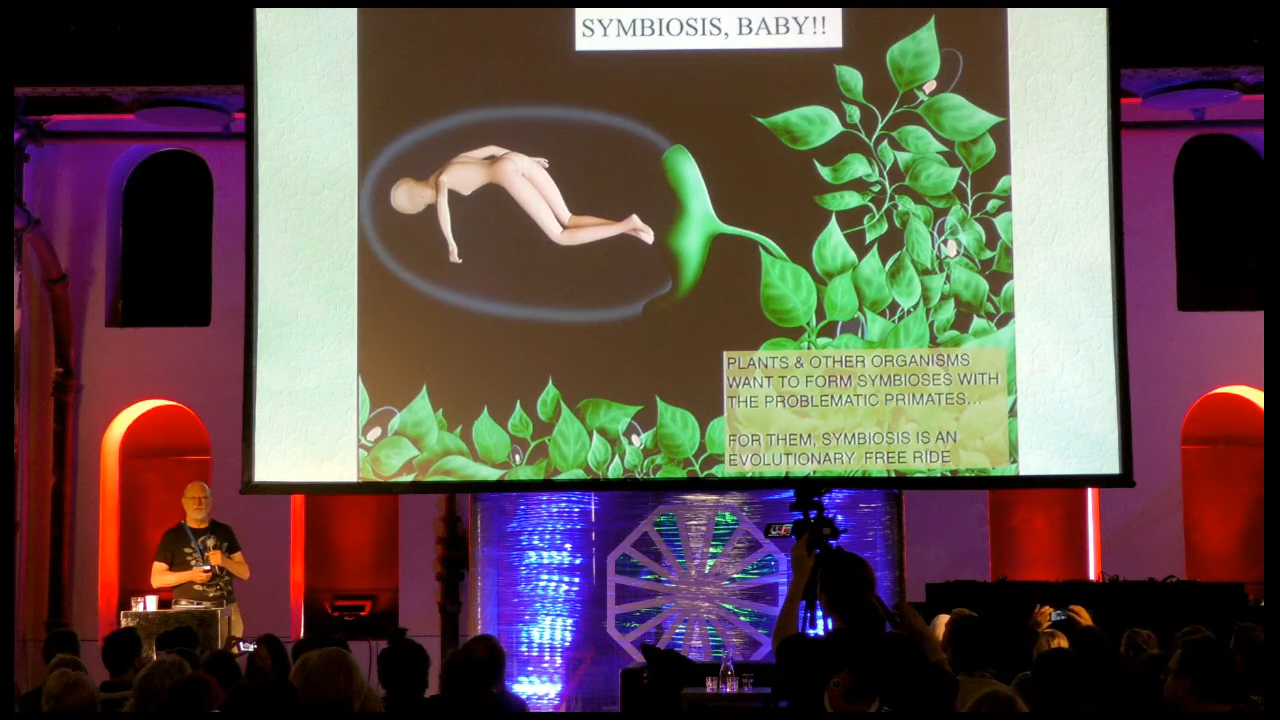 SYMBIOSIS, BABY!!
PLANTS & OTHER ORGANISMS
WANT TO FORM SYMBIOSES WITH
THE PROBLEMATIC PRIMATES...
FOR THEM, SYMBIOSIS IS AN
EVOLUTIONARY FREE RIDE